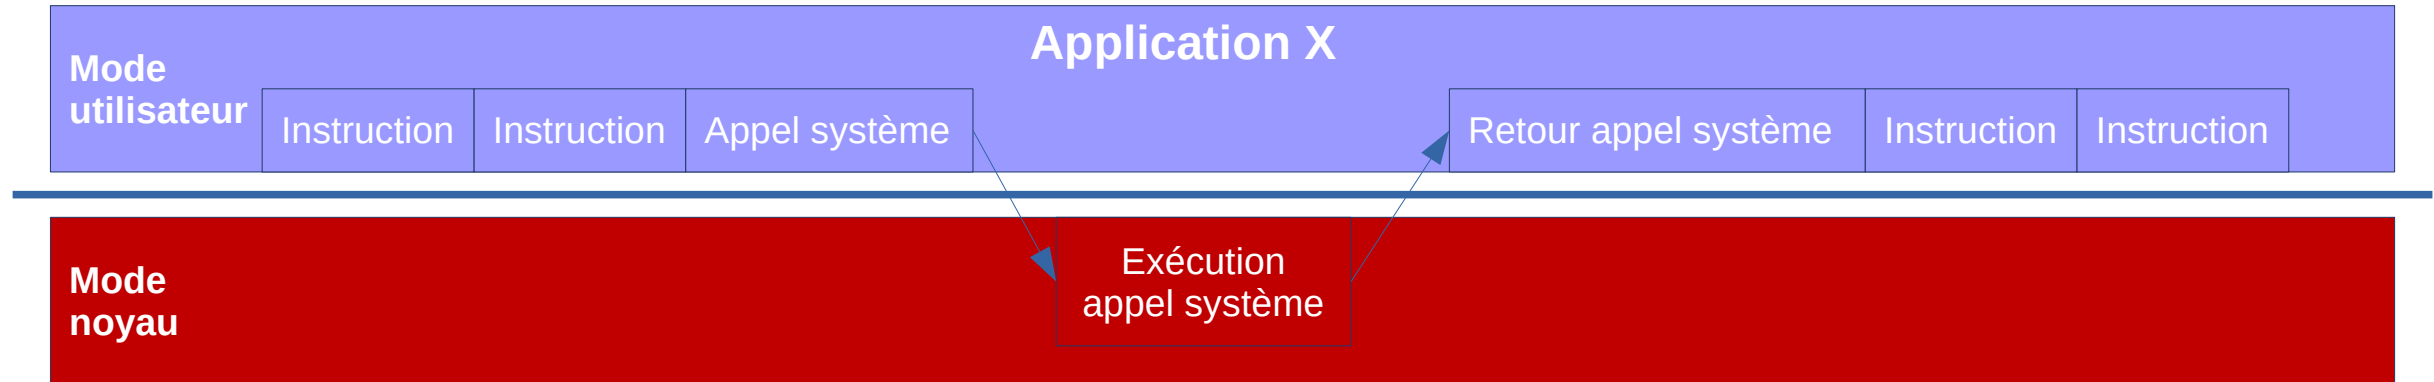 Application X
Mode
utilisateur
Instruction
Instruction
Appel système
Retour appel système
Instruction
Instruction
Mode
noyau
Exécution
appel système